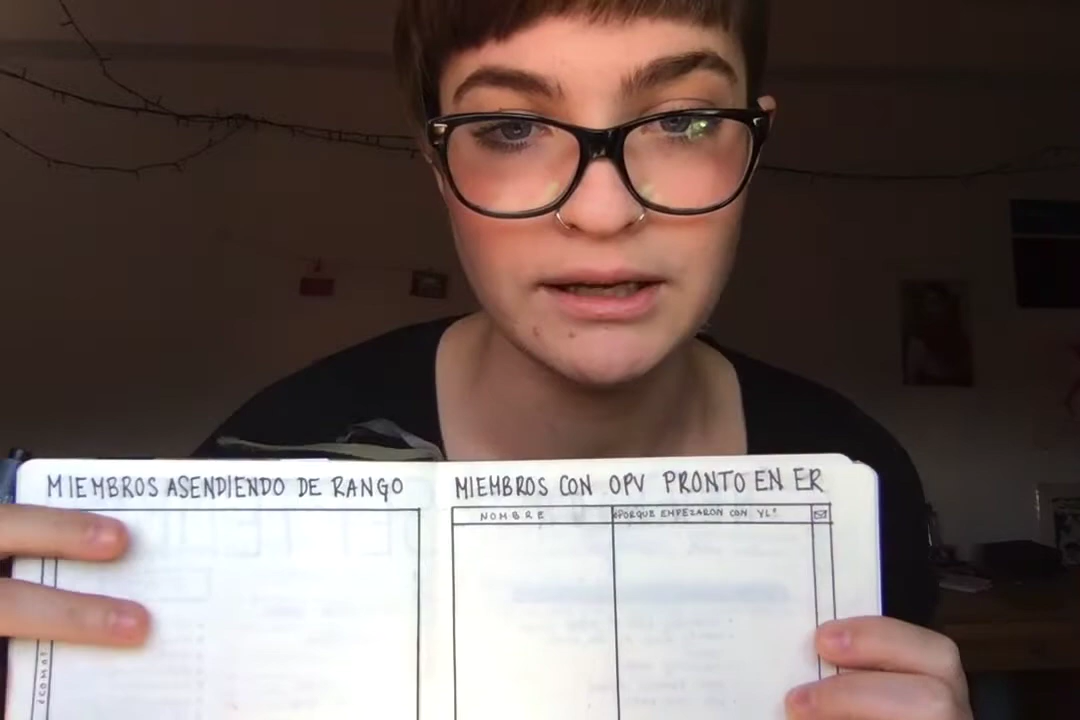 MIEMBROS ASENDIENDO DE RANGO
MIEMBROS CON OPV PRONTO EN ER
NOMBRE
¿PORQUE EMPEZARON CON YL?